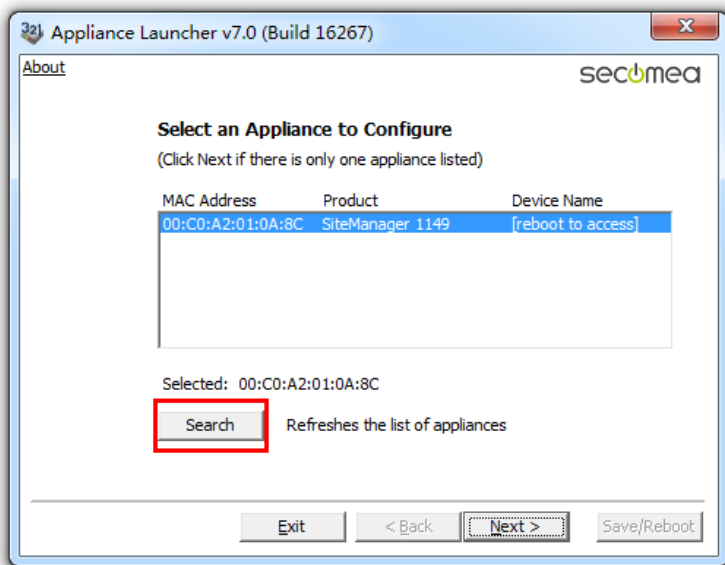 Appliance Launcher v7.0 (Build 16267)
About
secomea
Select an Appliance to Configure
(Click Next if there is only one appliance listed)
MAC Address Product Device Name
00:C0:A2:01:0A:8C SiteManager 1149 [reboot to access]
Selected: 00:C0:A2:01:0A:8C
Search Refreshes the list of appliances
Exit < Back Next > Save/Reboot